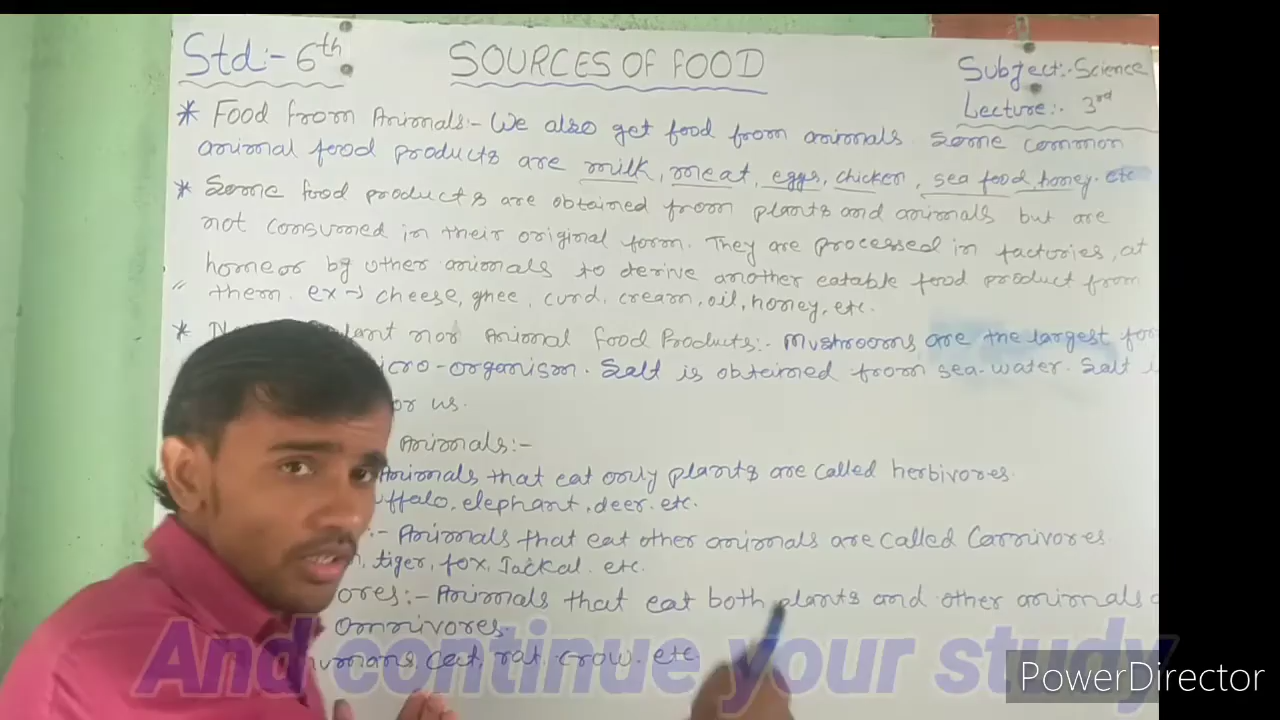 Std:- 6th SOURCES OF FOOD Subject:- Science
Lecture:- 3rd
* Food from Animals:- We also get food from animals. Some common
animal food products are milk, meat, eggs, chicken, sea food, honey. etc
* Some food products are obtained from plants and animals but are
not consumed in their original form. They are processed in factories, at
home or by other animals to derive another eatable food product from
them. ex → cheese, ghee, curd, cream, oil, honey, etc.
* nor Animal Food Products:- Mushrooms are the largest
icro-organism. Salt is obtained from sea-water. Salt
or us.
Animals:-
Animals that eat only plants are called herbivores.
ffalo, elephant, deer. etc.
:- Animals that eat other animals are called Carnivores
tiger, fox, Jackal. etc.
ores:- Animals that eat both plants and other animals
omnivores.
humans, cat, rat, crow. etc.
And continue your study
PowerDirector